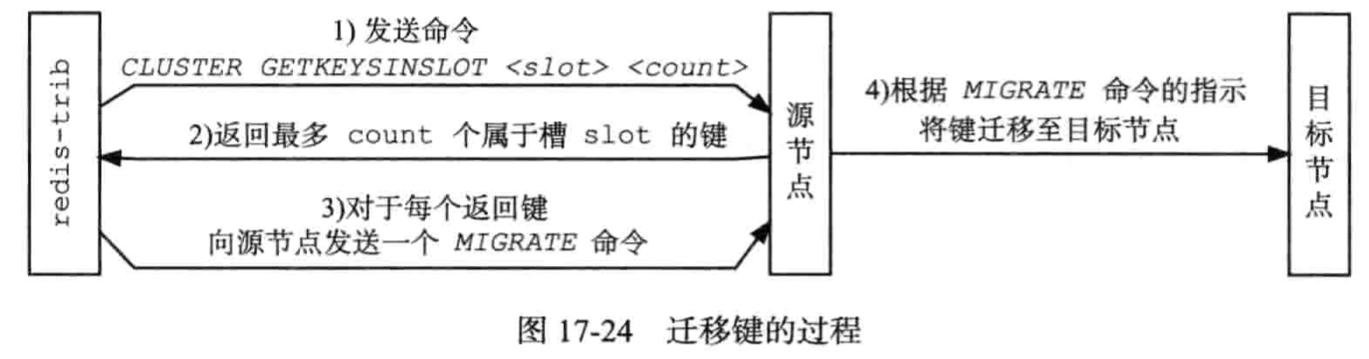 redis-trib
1) 发送命令
CLUSTER GETKEYSINSLOT <slot> <count>
2)返回最多 count 个属于槽 slot 的键
3)对于每个返回键
向源节点发送一个 MIGRATE 命令
源节点
4)根据 MIGRATE 命令的指示
将键迁移至目标节点
目标节点
图 17-24 迁移键的过程